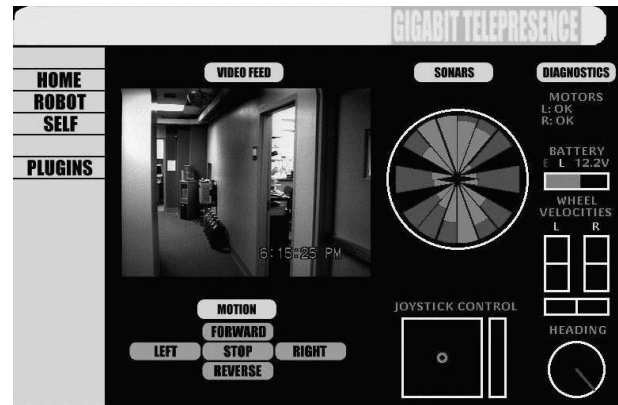 GIGABIT TELEPRESENCE
HOME
ROBOT
SELF
PLUGINS
VIDEO FEED
6:15:25 PM
MOTION
FORWARD
LEFT STOP RIGHT
REVERSE
SONARS
JOYSTICK CONTROL
DIAGNOSTICS
MOTORS
L: OK
R: OK
BATTERY
E L 12.2V
WHEEL
VELOCITIES
L R
HEADING